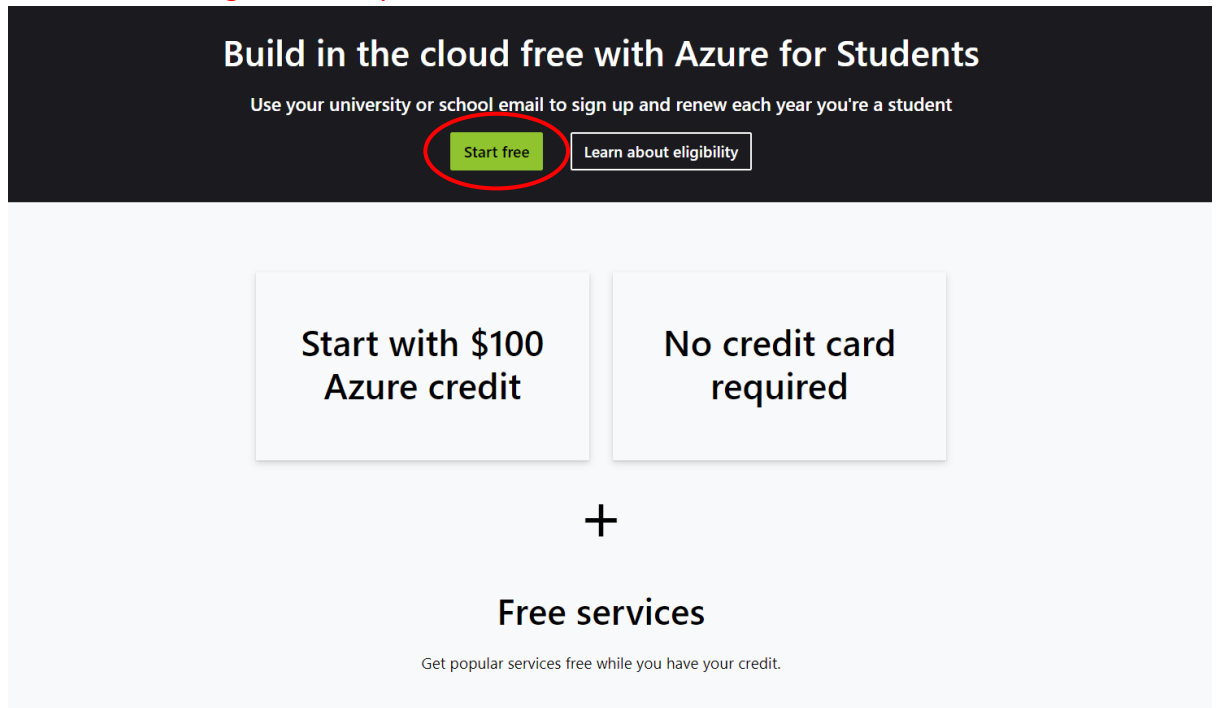 Build in the cloud free with Azure for Students
Use your university or school email to sign up and renew each year you're a student
Start free
Learn about eligibility
Start with $100
Azure credit
No credit card
required
+
Free services
Get popular services free while you have your credit.